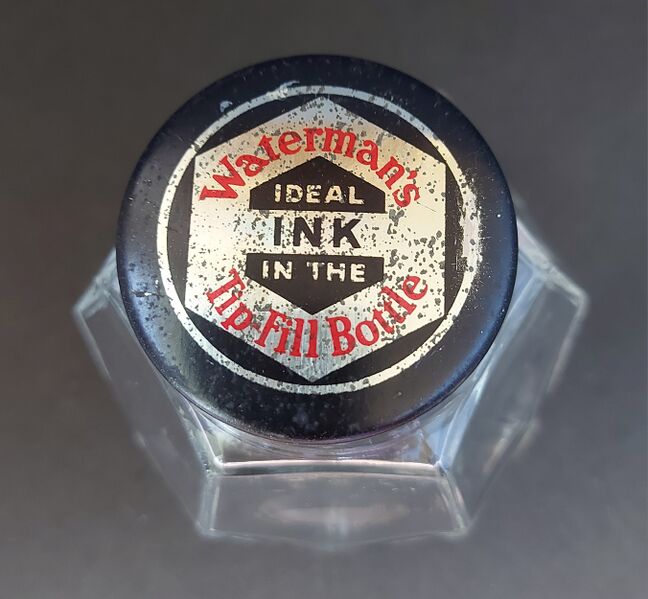 Waterman's
IDEAL
INK
IN THE
Tip-Fill Bottle